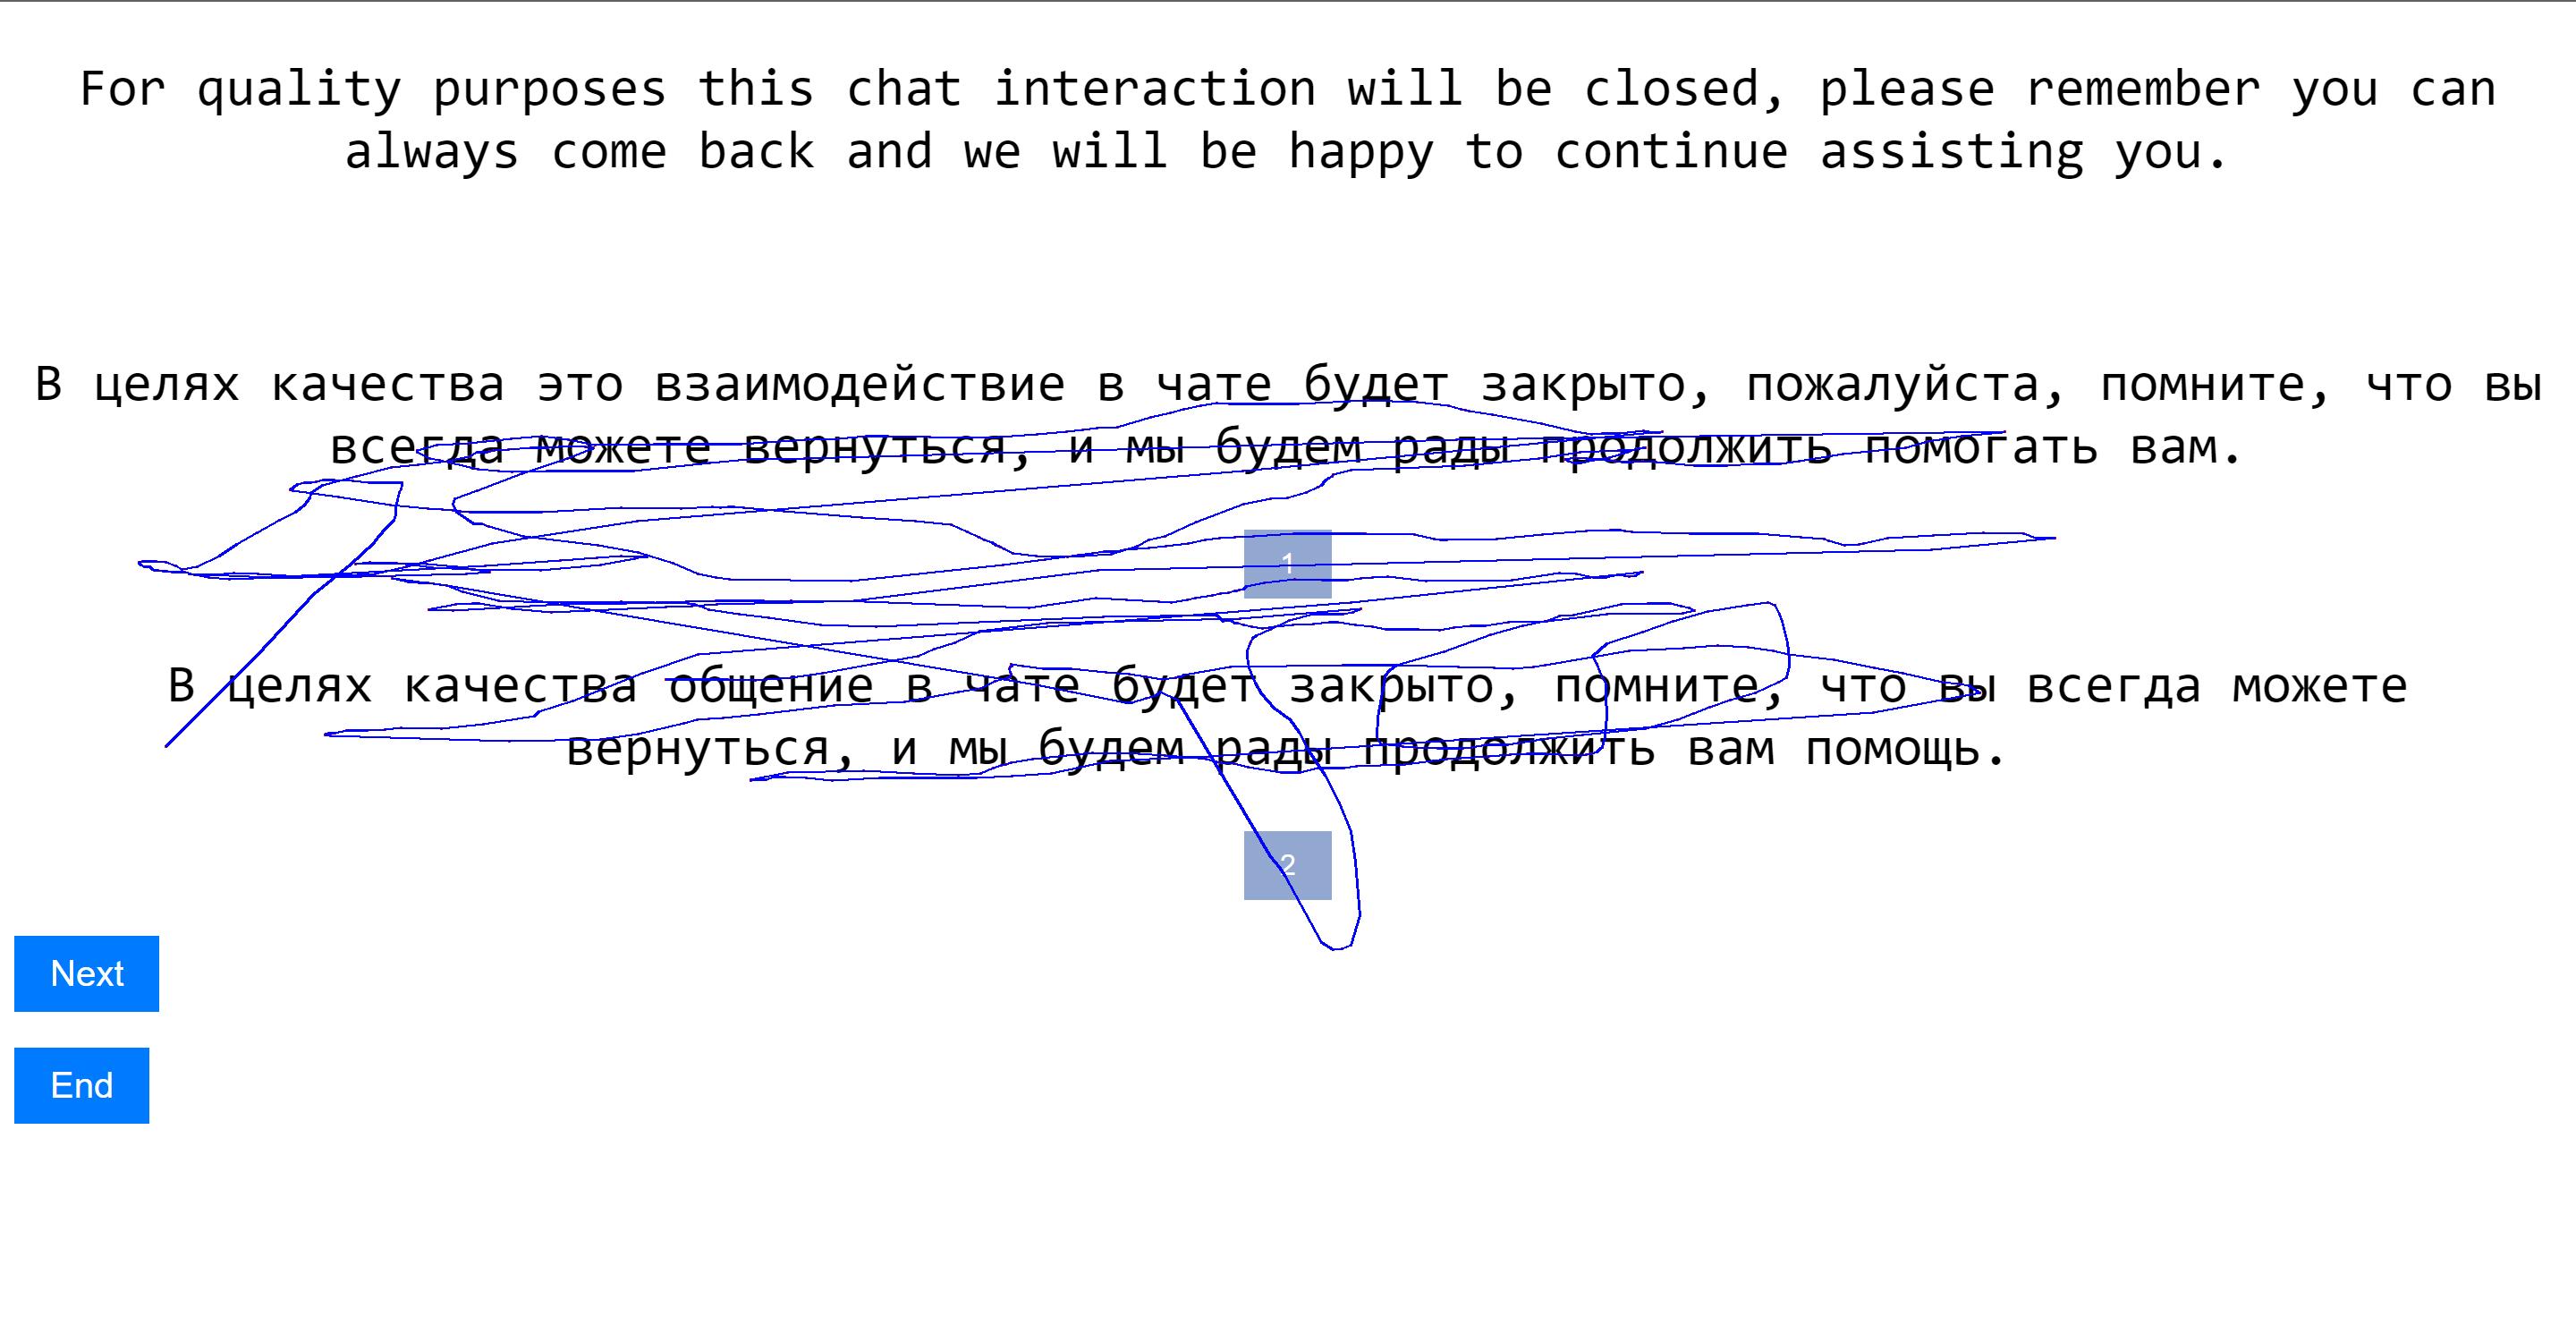 For quality purposes this chat interaction will be closed, please remember you can
always come back and we will be happy to continue assisting you.
В целях качества это взаимодействие в чате будет закрыто, пожалуйста, помните, что вы
всегда можете вернуться, и мы будем рады продолжить помогать вам.
1
В целях качества общение в чате будет закрыто, помните, что вы всегда можете
вернуться, и мы будем рады продолжить вам помощь.
2
Next
End